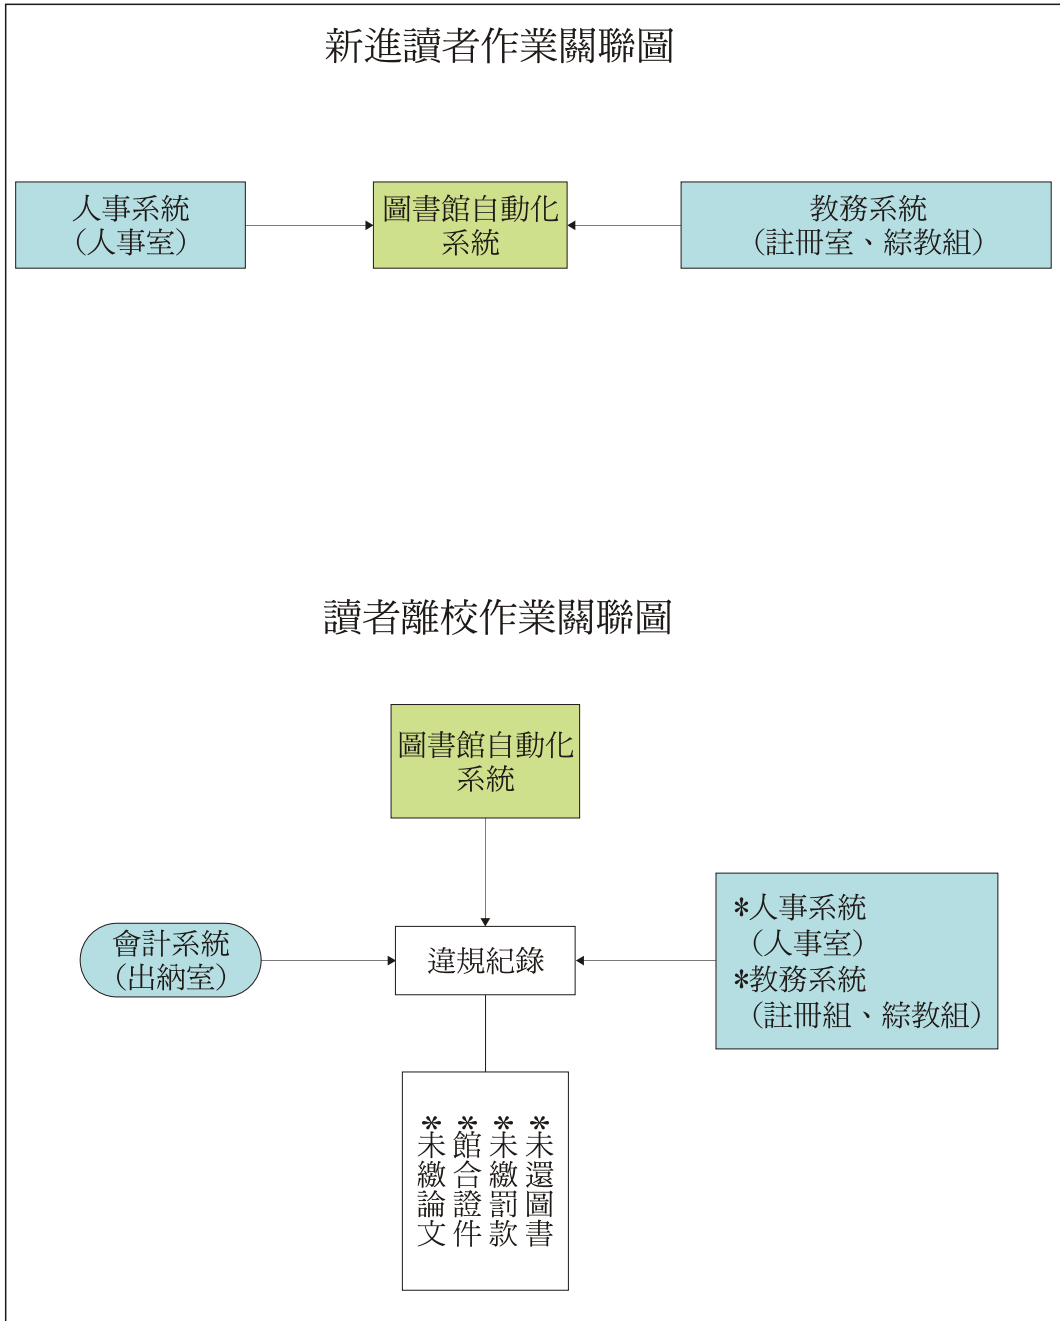 新進讀者作業關聯圖
人事系統
（人事室）
圖書館自動化
系統
教務系統
（註冊室、綜教組）
讀者離校作業關聯圖
圖書館自動化
系統
會計系統
（出納室）
違規紀錄
*人事系統
（人事室）
*教務系統
（註冊組、綜教組）
*未還圖書
*未繳罰款
*館合證件
*未繳論文